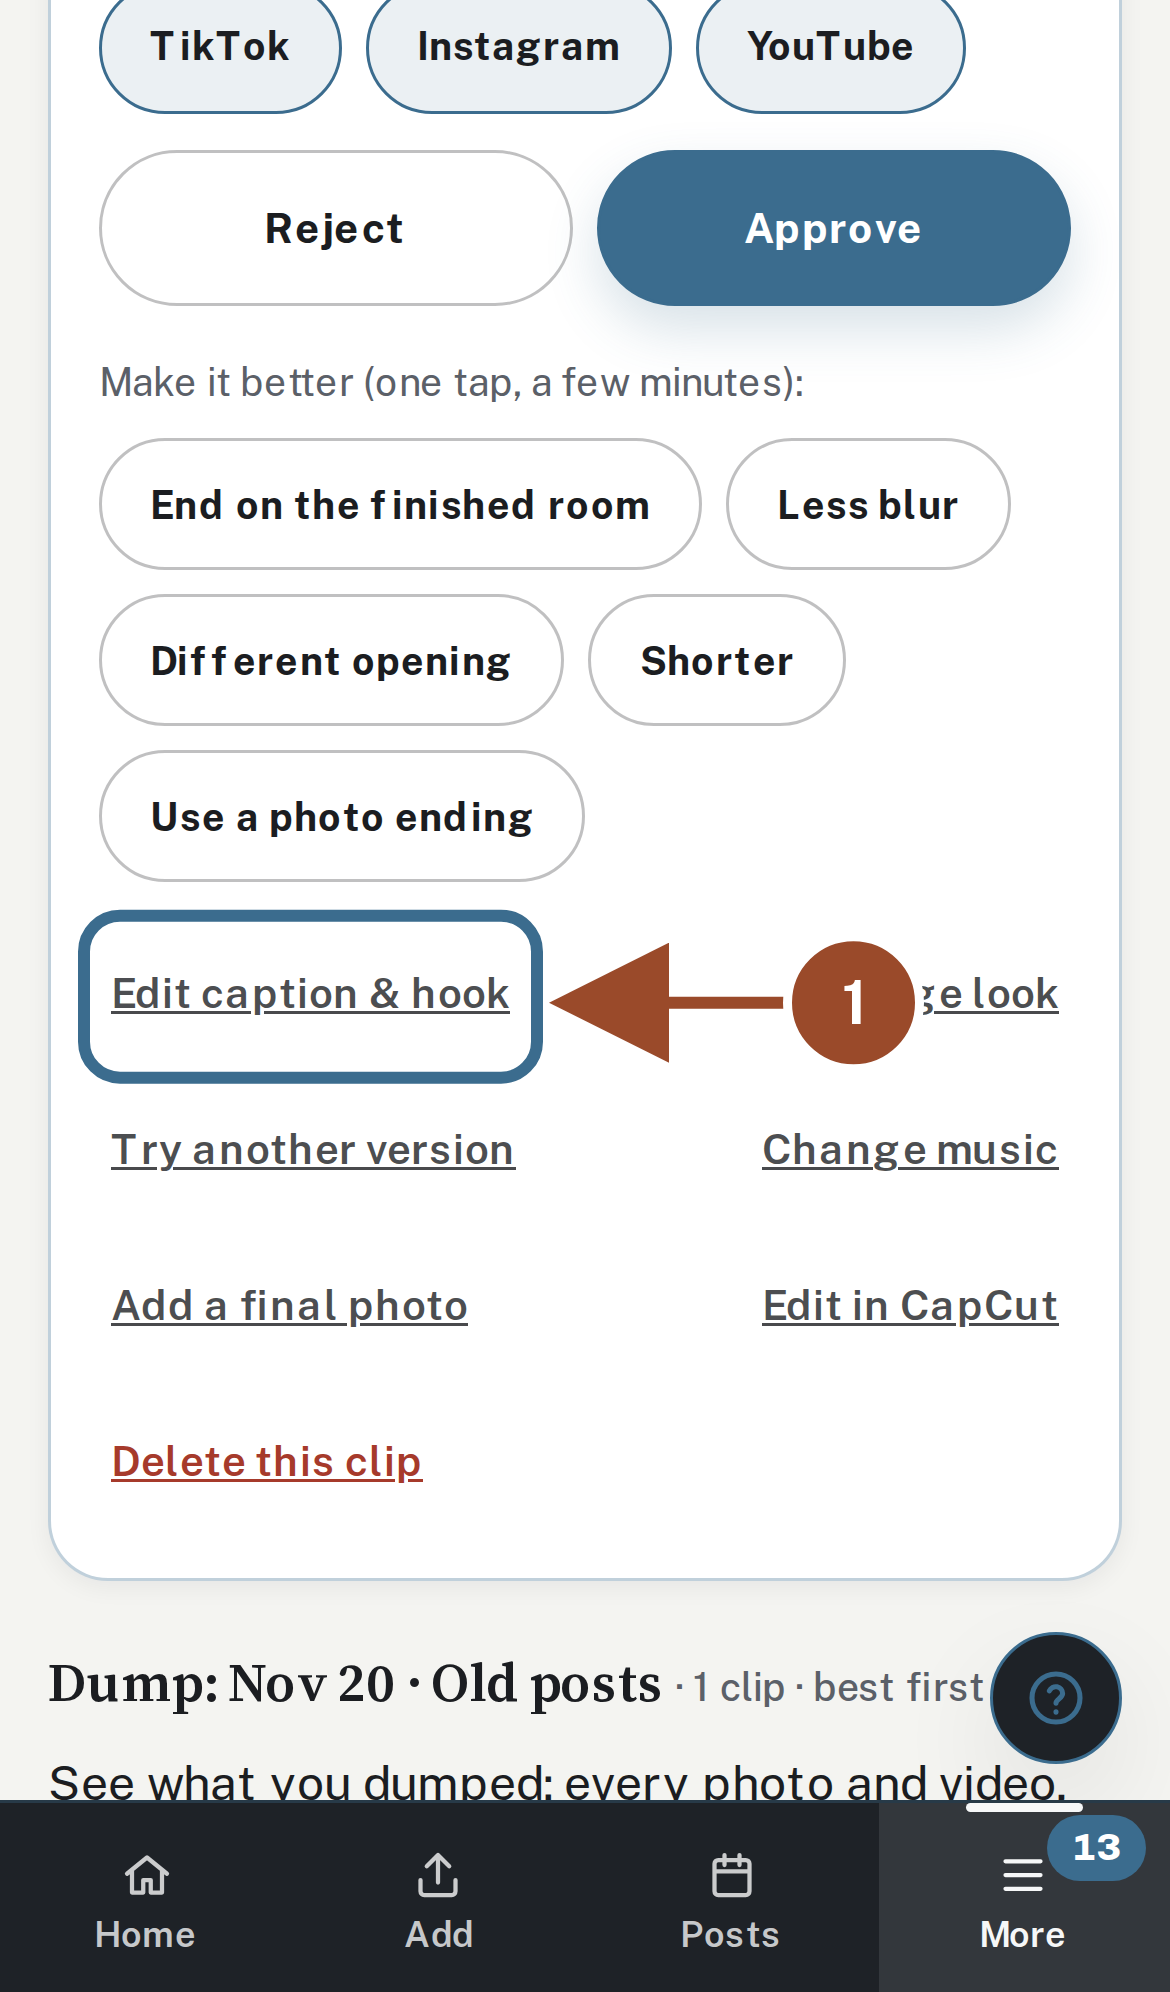 TikTok Instagram YouTube
Reject Approve
Make it better (one tap, a few minutes):
End on the finished room Less blur
Different opening Shorter
Use a photo ending
Edit caption & hook 1 ge look
Try another version Change music
Add a final photo Edit in CapCut
Delete this clip
Dump: Nov 20 · Old posts · 1 clip · best first
See what you dumped: every photo and video.
13
Home Add Posts More